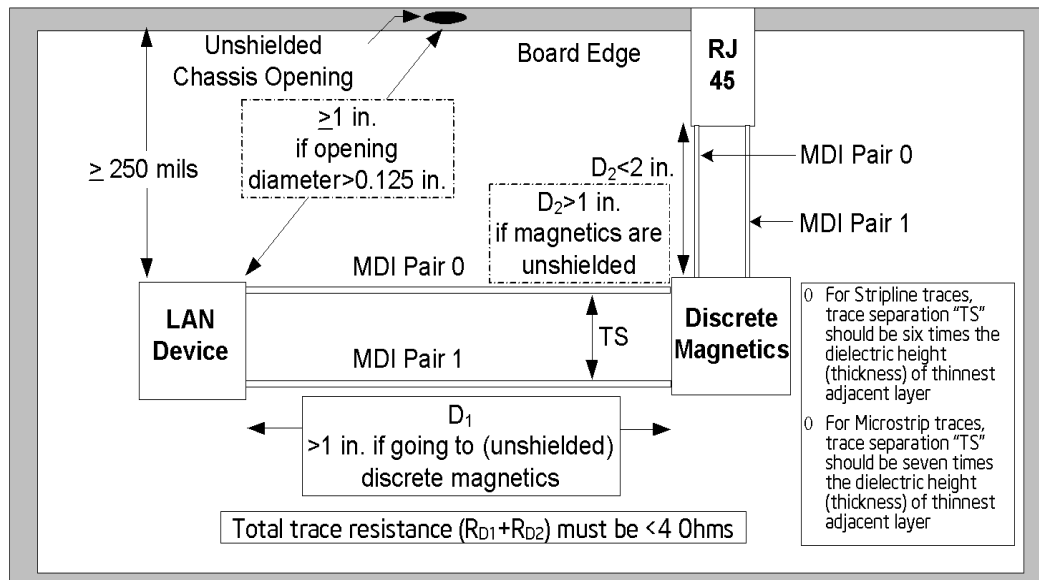 Unshielded
Chassis Opening
Board Edge
RJ
45
≥ 250 mils
≥1 in.
if opening
diameter>0.125 in.
D₂<2 in.
MDI Pair 0
MDI Pair 1
D₂>1 in.
if magnetics are
unshielded
MDI Pair 0
LAN
Device
TS
MDI Pair 1
Discrete
Magnetics
() For Stripline traces,
trace separation “TS”
should be six times the
dielectric height
(thickness) of thinnest
adjacent layer
() For Microstrip traces,
trace separation “TS”
should be seven times
the dielectric height
(thickness) of thinnest
adjacent layer
D₁
>1 in. if going to (unshielded)
discrete magnetics
Total trace resistance (R_D1+R_D2) must be <4 Ohms